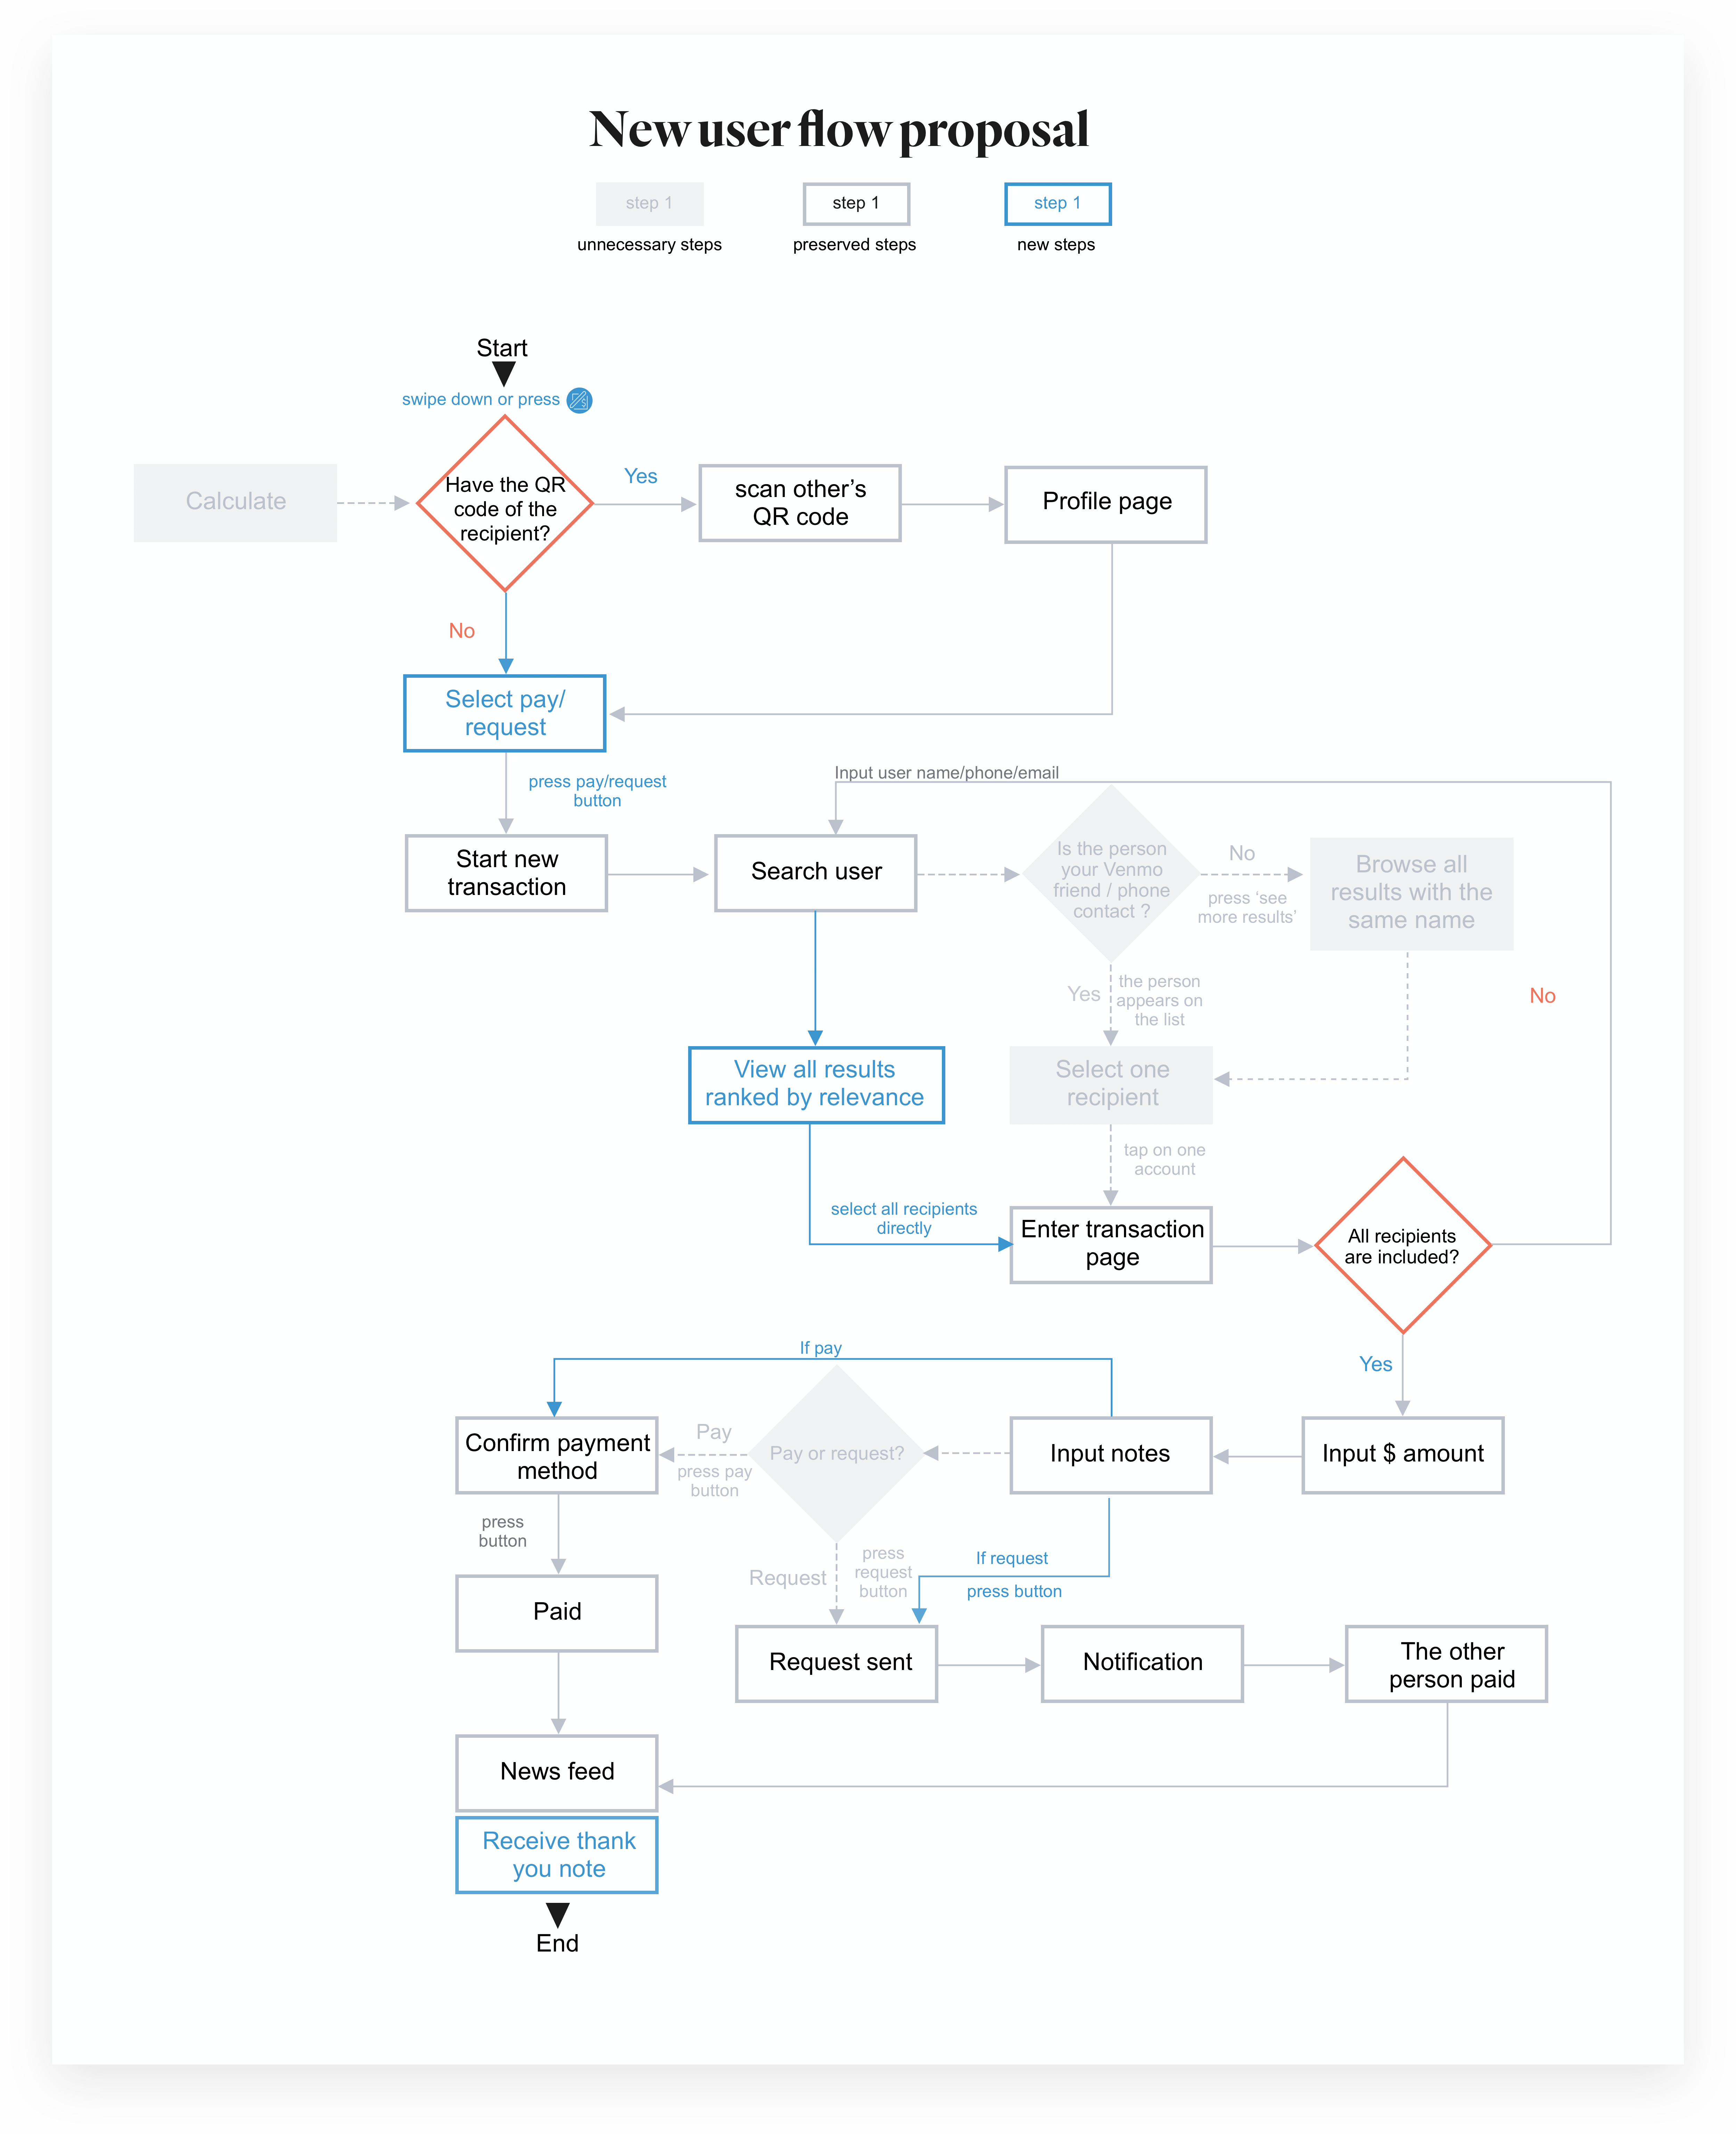 New user flow proposal
step 1
step 1
step 1
unnecessary steps
preserved steps
new steps
Start
swipe down or press
Calculate
Have the QR
code of the
recipient?
Yes
scan other’s
QR code
Profile page
No
Select pay/
request
press pay/request
button
Input user name/phone/email
Start new
transaction
Search user
Is the person
your Venmo
friend / phone
contact ?
No
press ‘see
more results’
Browse all
results with the
same name
Yes
the person
appears on
the list
No
View all results
ranked by relevance
Select one
recipient
tap on one
account
select all recipients
directly
Enter transaction
page
All recipients
are included?
If pay
Yes
Confirm payment
method
Pay
press pay
button
Pay or request?
Input notes
Input $ amount
press
button
Request
press
request
button
If request
press button
Paid
Request sent
Notification
The other
person paid
News feed
Receive thank
you note
End